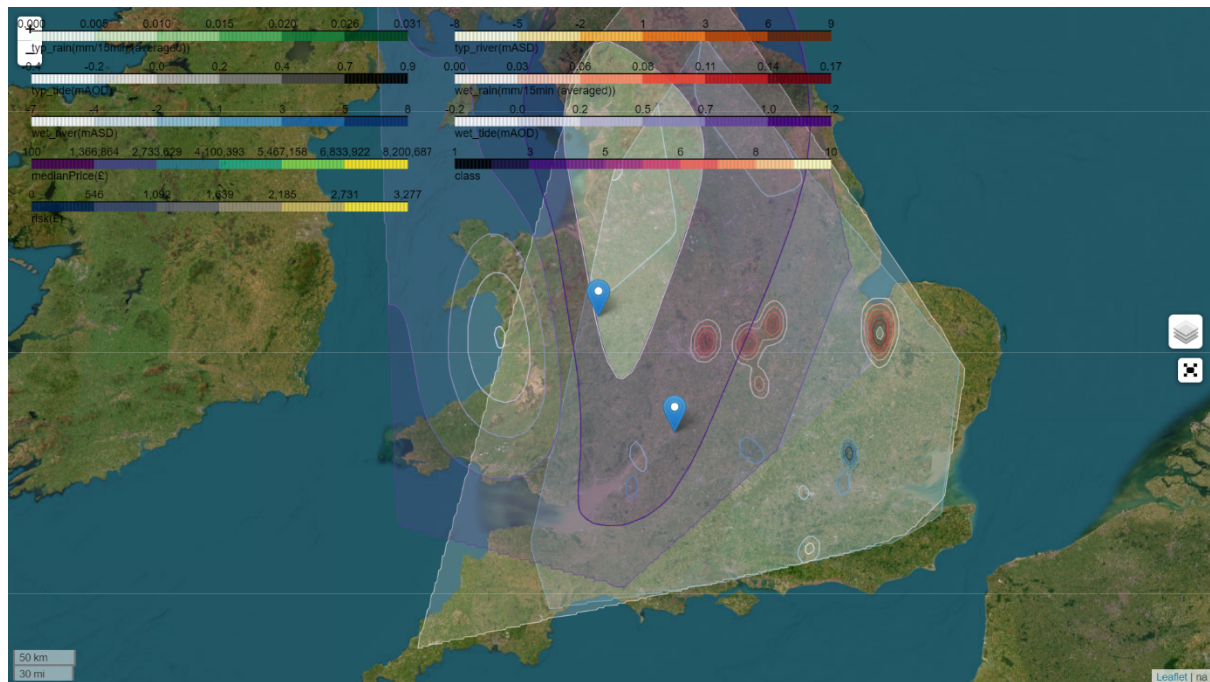 0.000 0.005 0.010 0.015 0.020 0.026 0.031
typ_rain(mm/15min (averaged))
-8 -5 -2 1 3 6 9
typ_river(mASD)
-0.4 -0.2 0.0 0.2 0.4 0.7 0.9
typ_tide(mAOD)
0.00 0.03 0.06 0.08 0.11 0.14 0.17
wet_rain(mm/15min (averaged))
-7 -4 -2 1 3 5 8
wet_river(mASD)
-0.2 0.0 0.2 0.5 0.7 1.0 1.2
wet_tide(mAOD)
100 1,366,864 2,733,629 4,100,393 5,467,158 6,833,922 8,200,687
medianPrice(£)
1 3 5 6 8 10
class
0 546 1,092 1,639 2,185 2,731 3,277
risk(£)
+
−
50 km
30 mi
Leaflet | na